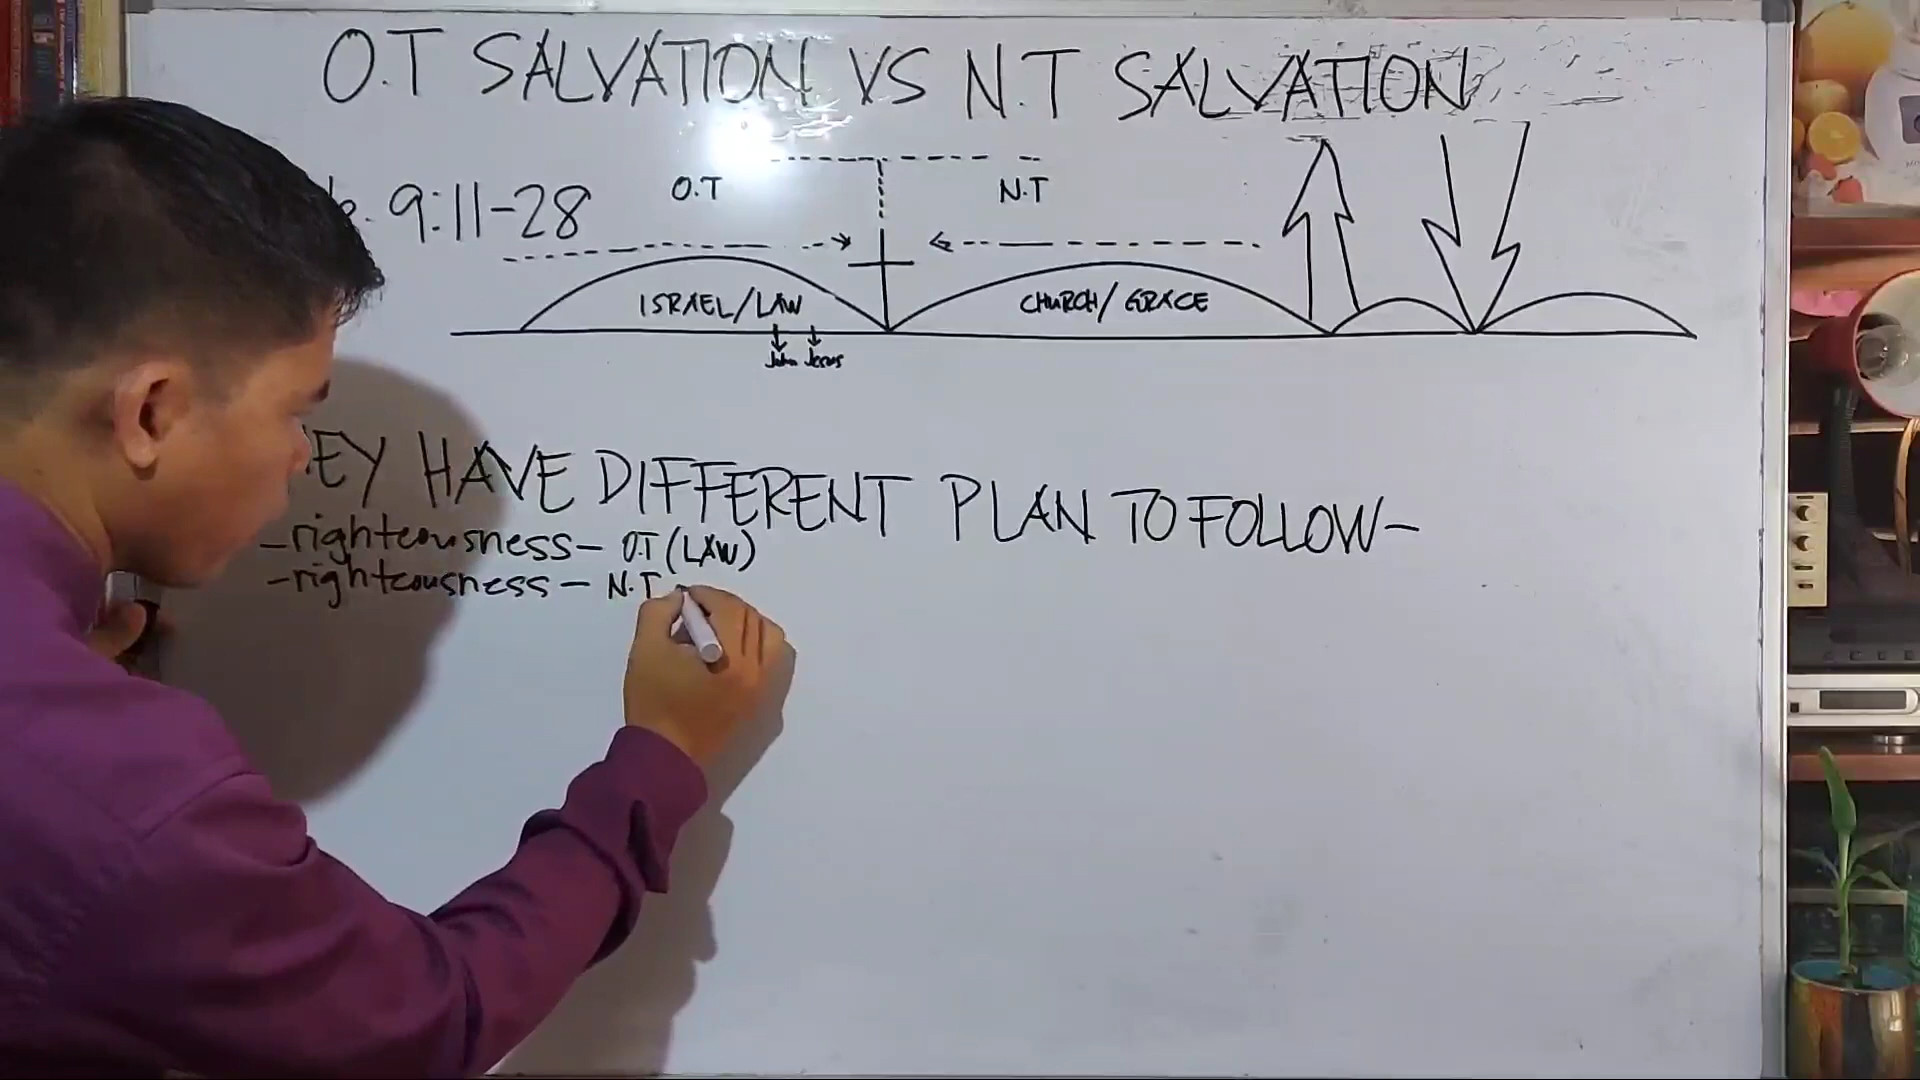 O.T SALVATION VS N.T SALVATION
9:11-28
O.T
N.T
ISRAEL/LAW
CHURCH/GRACE
John Jesus
HAVE DIFFERENT PLAN TO FOLLOW-
-righteousness- O.T (LAW)
-righteousness - N.T